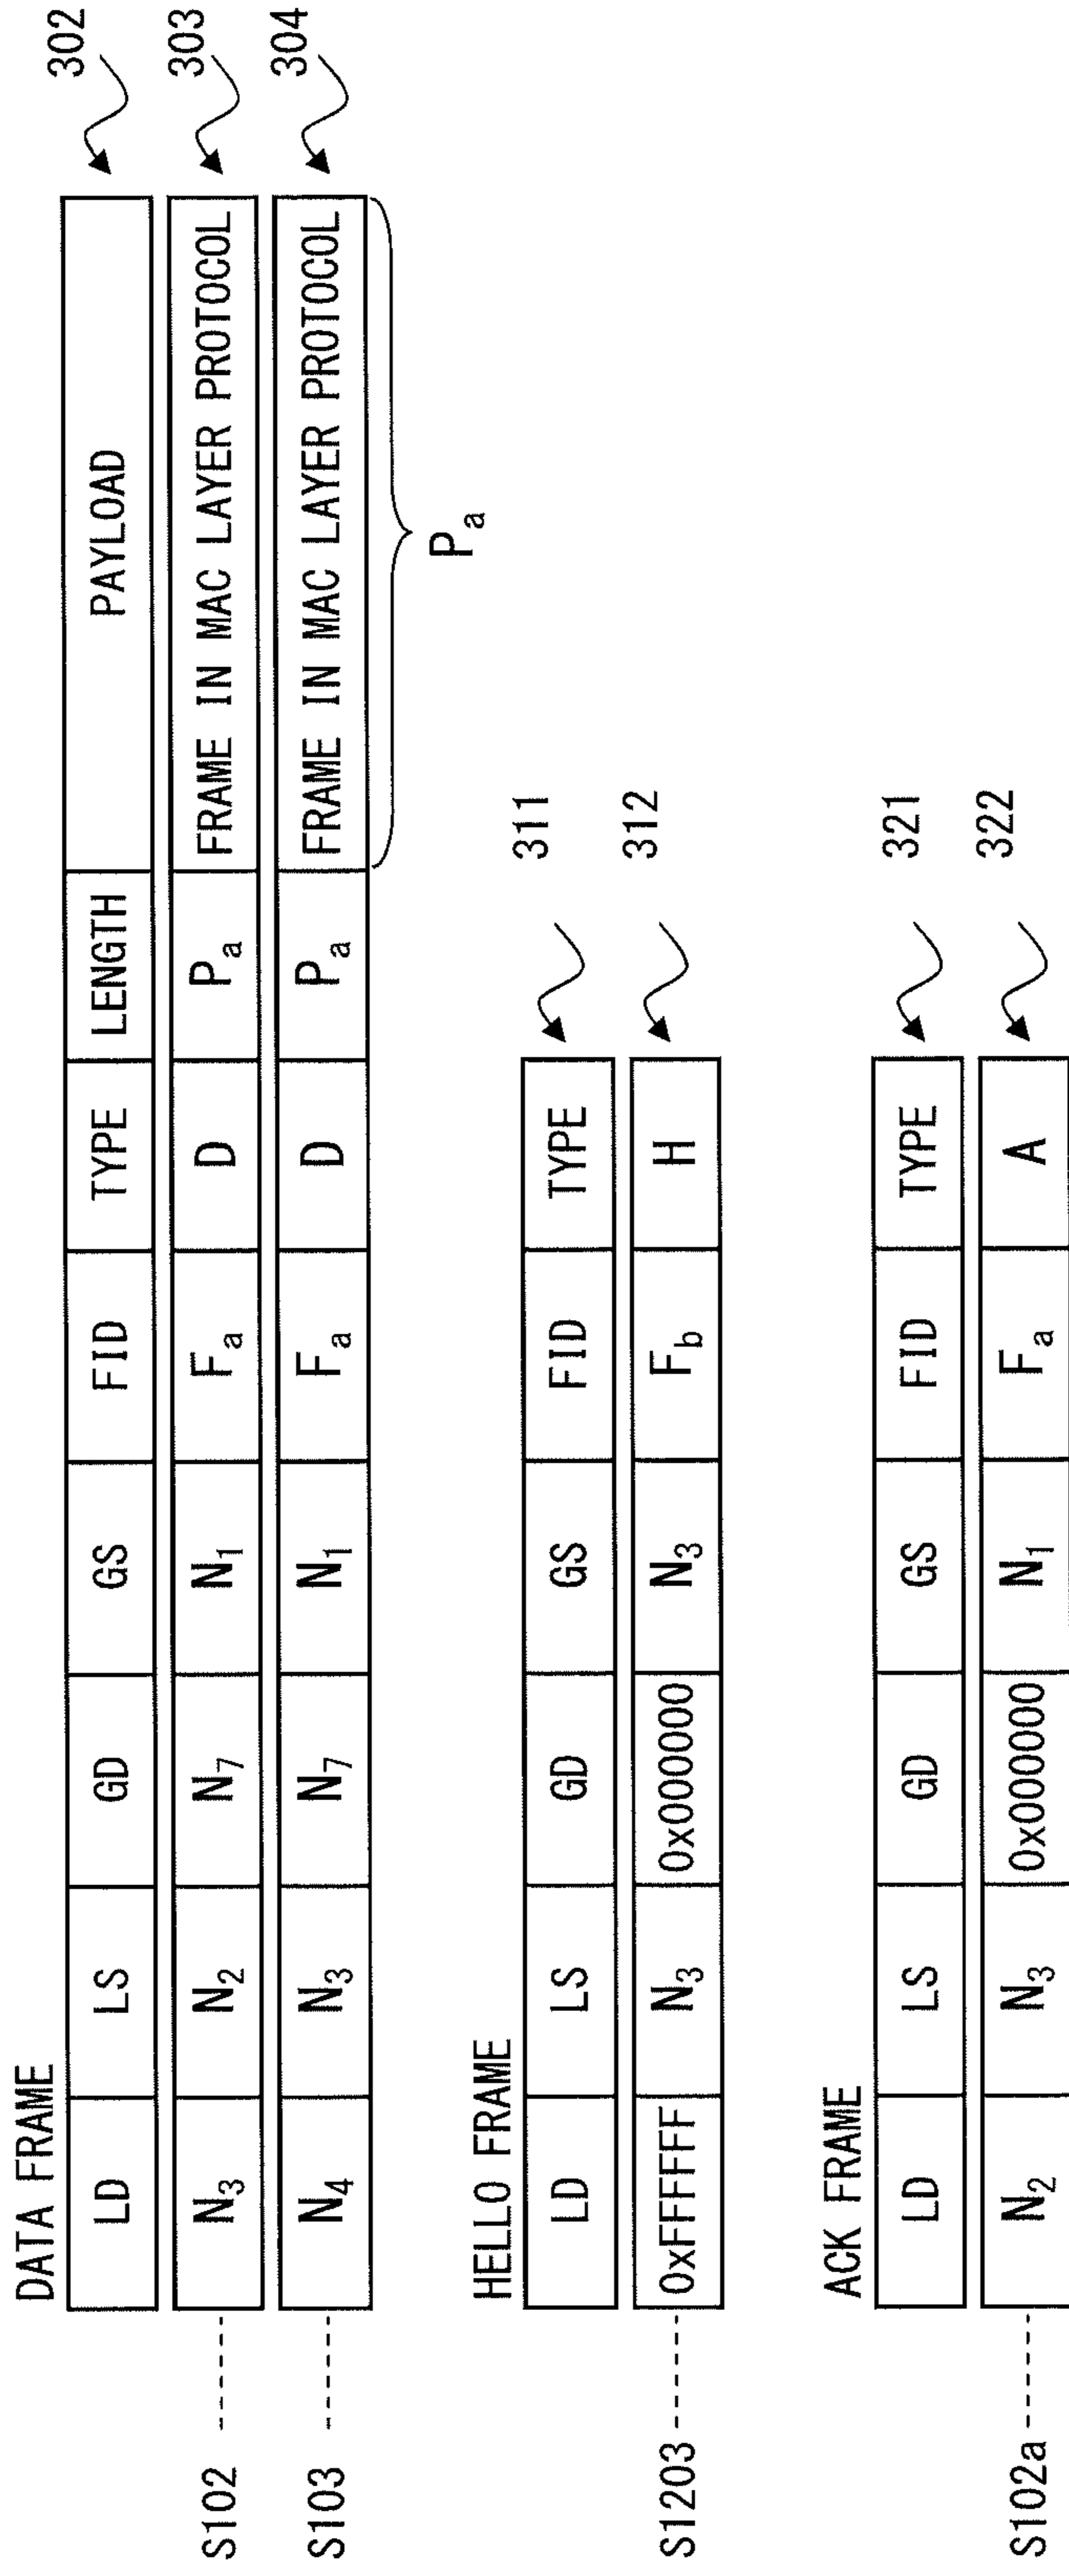 DATA FRAME
LD LS GD GS FID TYPE LENGTH PAYLOAD 302
S102 N3 N2 N7 N1 Fa D Pa FRAME IN MAC LAYER PROTOCOL 303
S103 N4 N3 N7 N1 Fa D Pa FRAME IN MAC LAYER PROTOCOL 304
Pa
HELLO FRAME
LD LS GD GS FID TYPE 311
S1203 0xFFFFFF N3 0x000000 N3 Fb H 312
ACK FRAME
LD LS GD GS FID TYPE 321
S102a N2 N3 0x000000 N1 Fa A 322